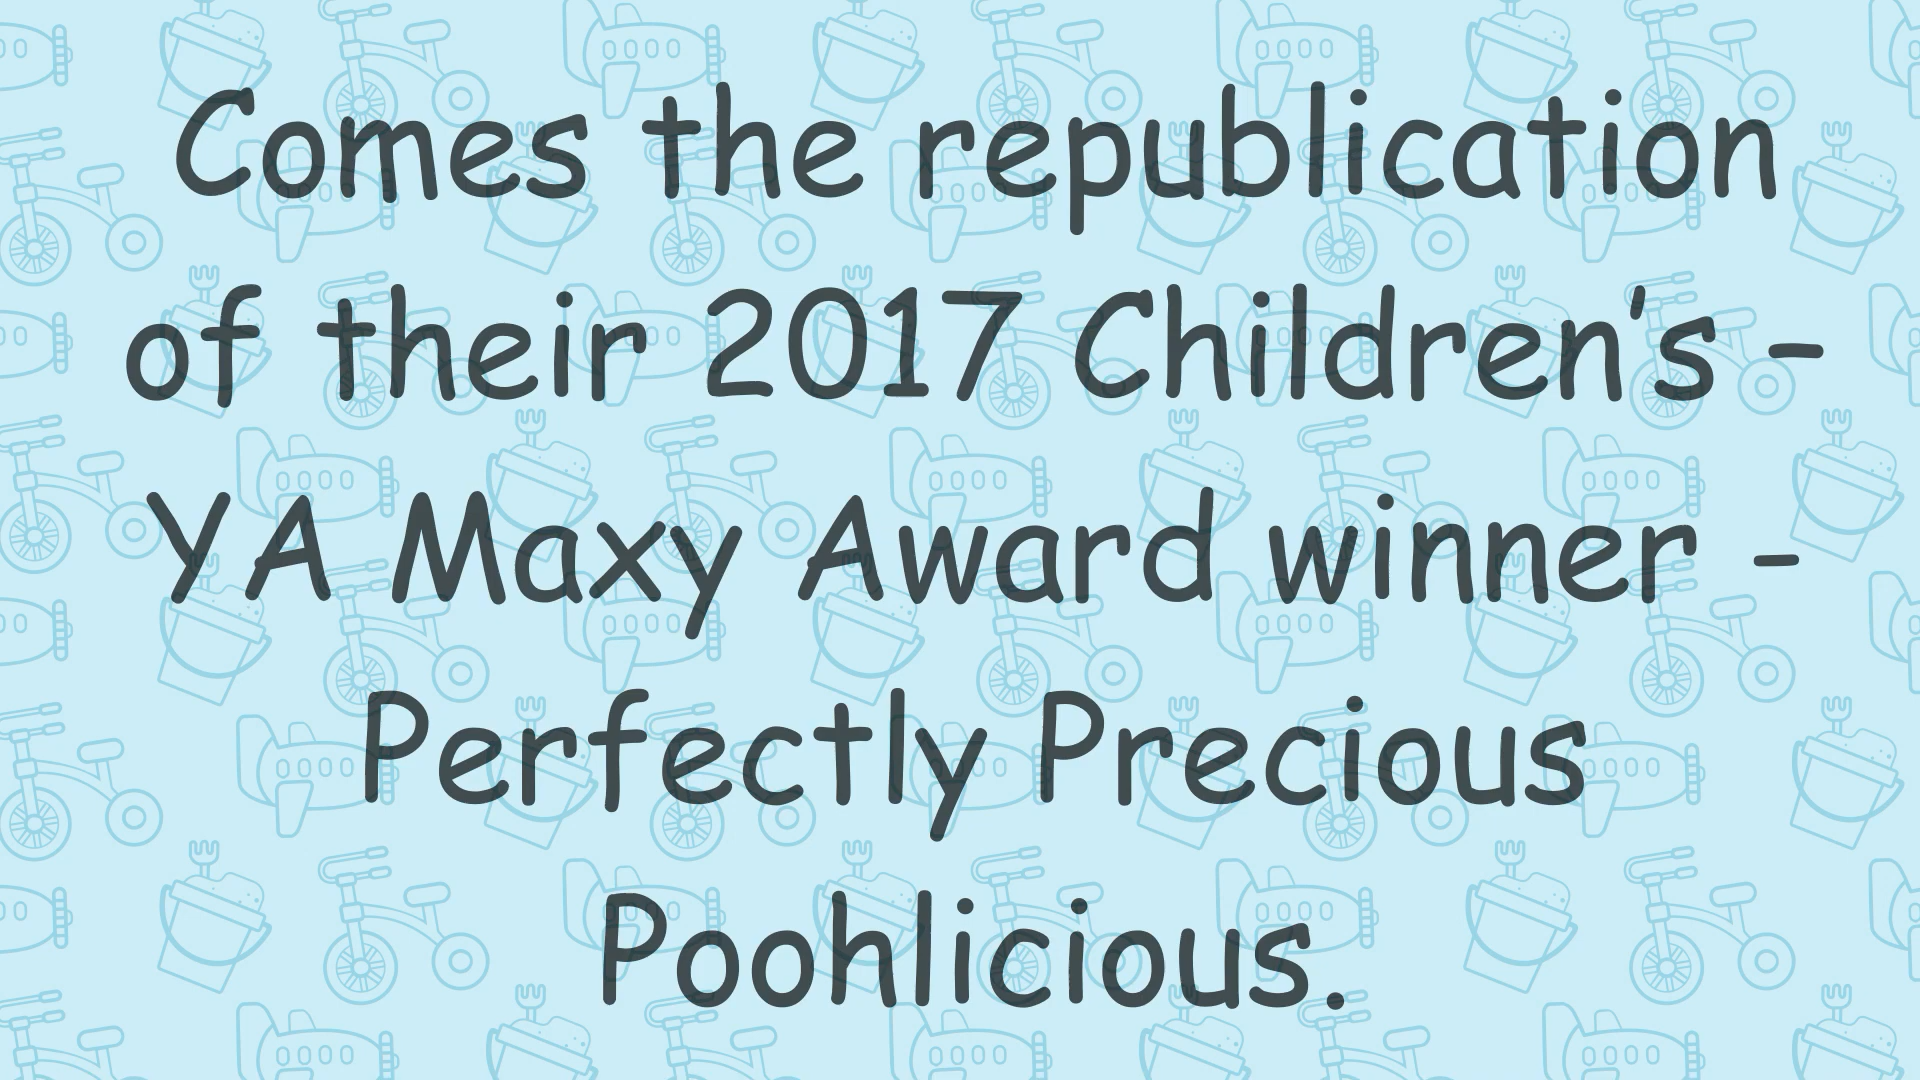 Comes the republication
of their 2017 Children's -
YA Maxy Award winner -
Perfectly Precious
Poohlicious.